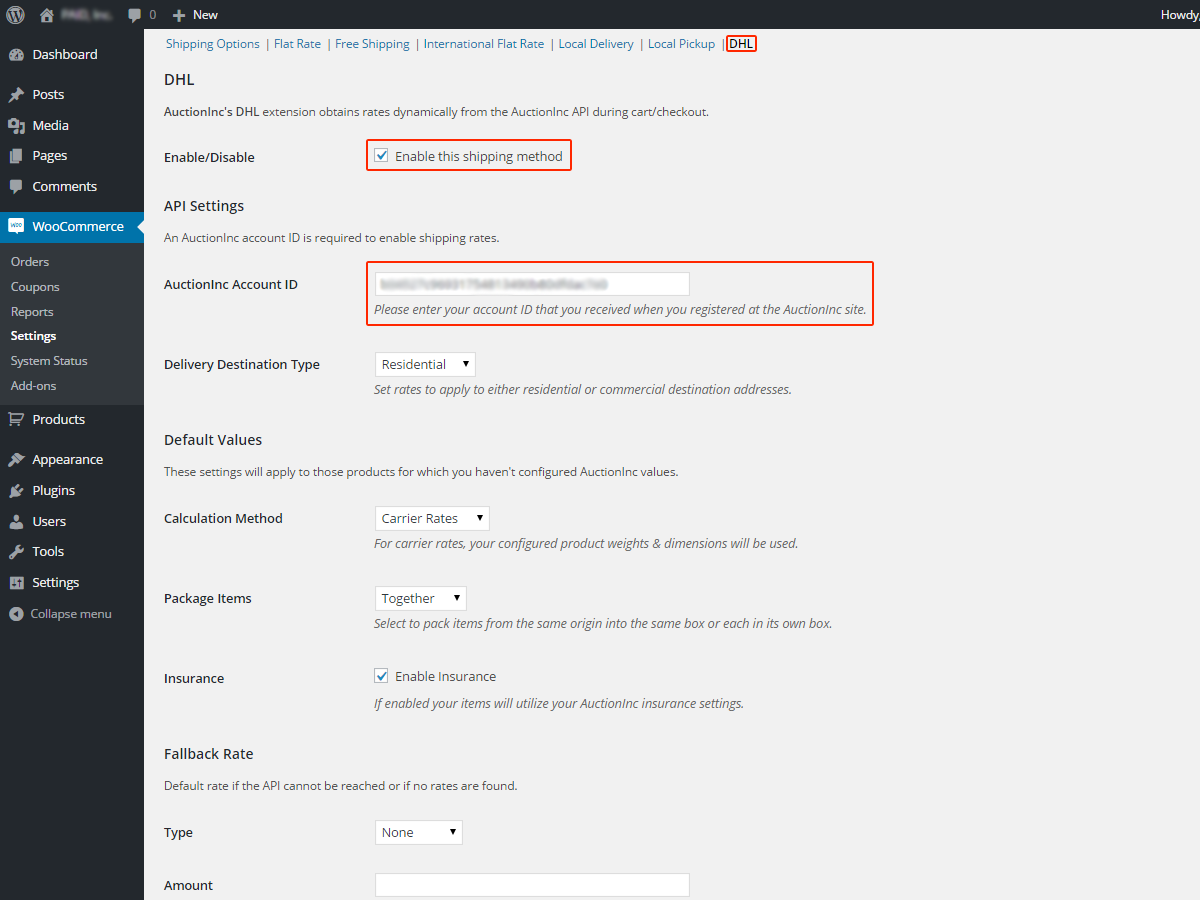 0 New Howdy,
Dashboard
Posts
Media
Pages
Comments
WooCommerce
Orders
Coupons
Reports
Settings
System Status
Add-ons
Products
Appearance
Plugins
Users
Tools
Settings
Collapse menu
Shipping Options | Flat Rate | Free Shipping | International Flat Rate | Local Delivery | Local Pickup | DHL
DHL
AuctionInc's DHL extension obtains rates dynamically from the AuctionInc API during cart/checkout.
Enable/Disable Enable this shipping method
API Settings
An AuctionInc account ID is required to enable shipping rates.
AuctionInc Account ID
Please enter your account ID that you received when you registered at the AuctionInc site.
Delivery Destination Type Residential
Set rates to apply to either residential or commercial destination addresses.
Default Values
These settings will apply to those products for which you haven't configured AuctionInc values.
Calculation Method Carrier Rates
For carrier rates, your configured product weights & dimensions will be used.
Package Items Together
Select to pack items from the same origin into the same box or each in its own box.
Insurance Enable Insurance
If enabled your items will utilize your AuctionInc insurance settings.
Fallback Rate
Default rate if the API cannot be reached or if no rates are found.
Type None
Amount